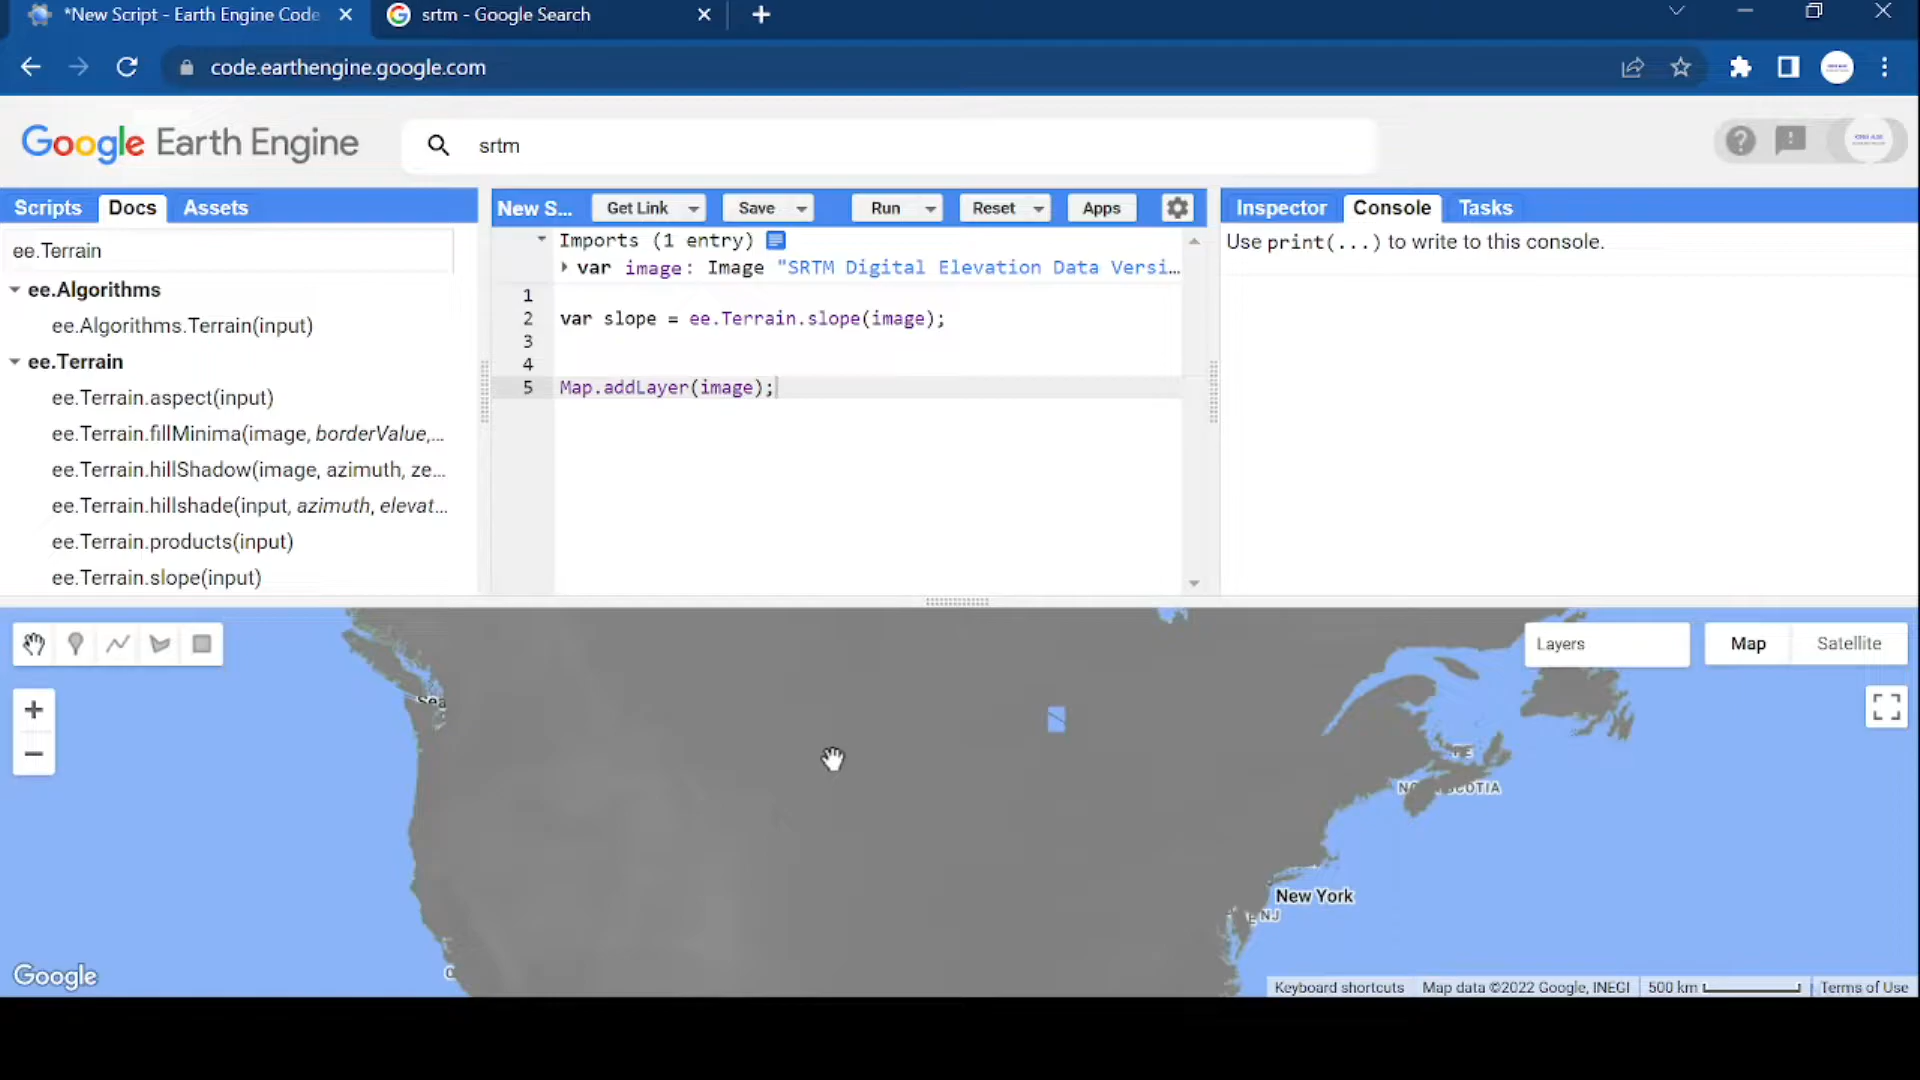 *New Script - Earth Engine Code
srtm - Google Search
code.earthengine.google.com
Google Earth Engine
srtm
Scripts Docs Assets
New S... Get Link Save Run Reset Apps
Inspector Console Tasks
ee.Terrain
ee.Algorithms
ee.Algorithms.Terrain(input)
ee.Terrain
ee.Terrain.aspect(input)
ee.Terrain.fillMinima(image, borderValue,...
ee.Terrain.hillShadow(image, azimuth, ze...
ee.Terrain.hillshade(input, azimuth, elevat...
ee.Terrain.products(input)
ee.Terrain.slope(input)
Imports (1 entry)
var image: Image "SRTM Digital Elevation Data Versi...
1
2 var slope = ee.Terrain.slope(image);
3
4
5 Map.addLayer(image);
Use print(...) to write to this console.
Layers
Map Satellite
Sea
NO SCOTIA
New York
NJ
Google
Keyboard shortcuts Map data ©2022 Google, INEGI 500 km Terms of Use